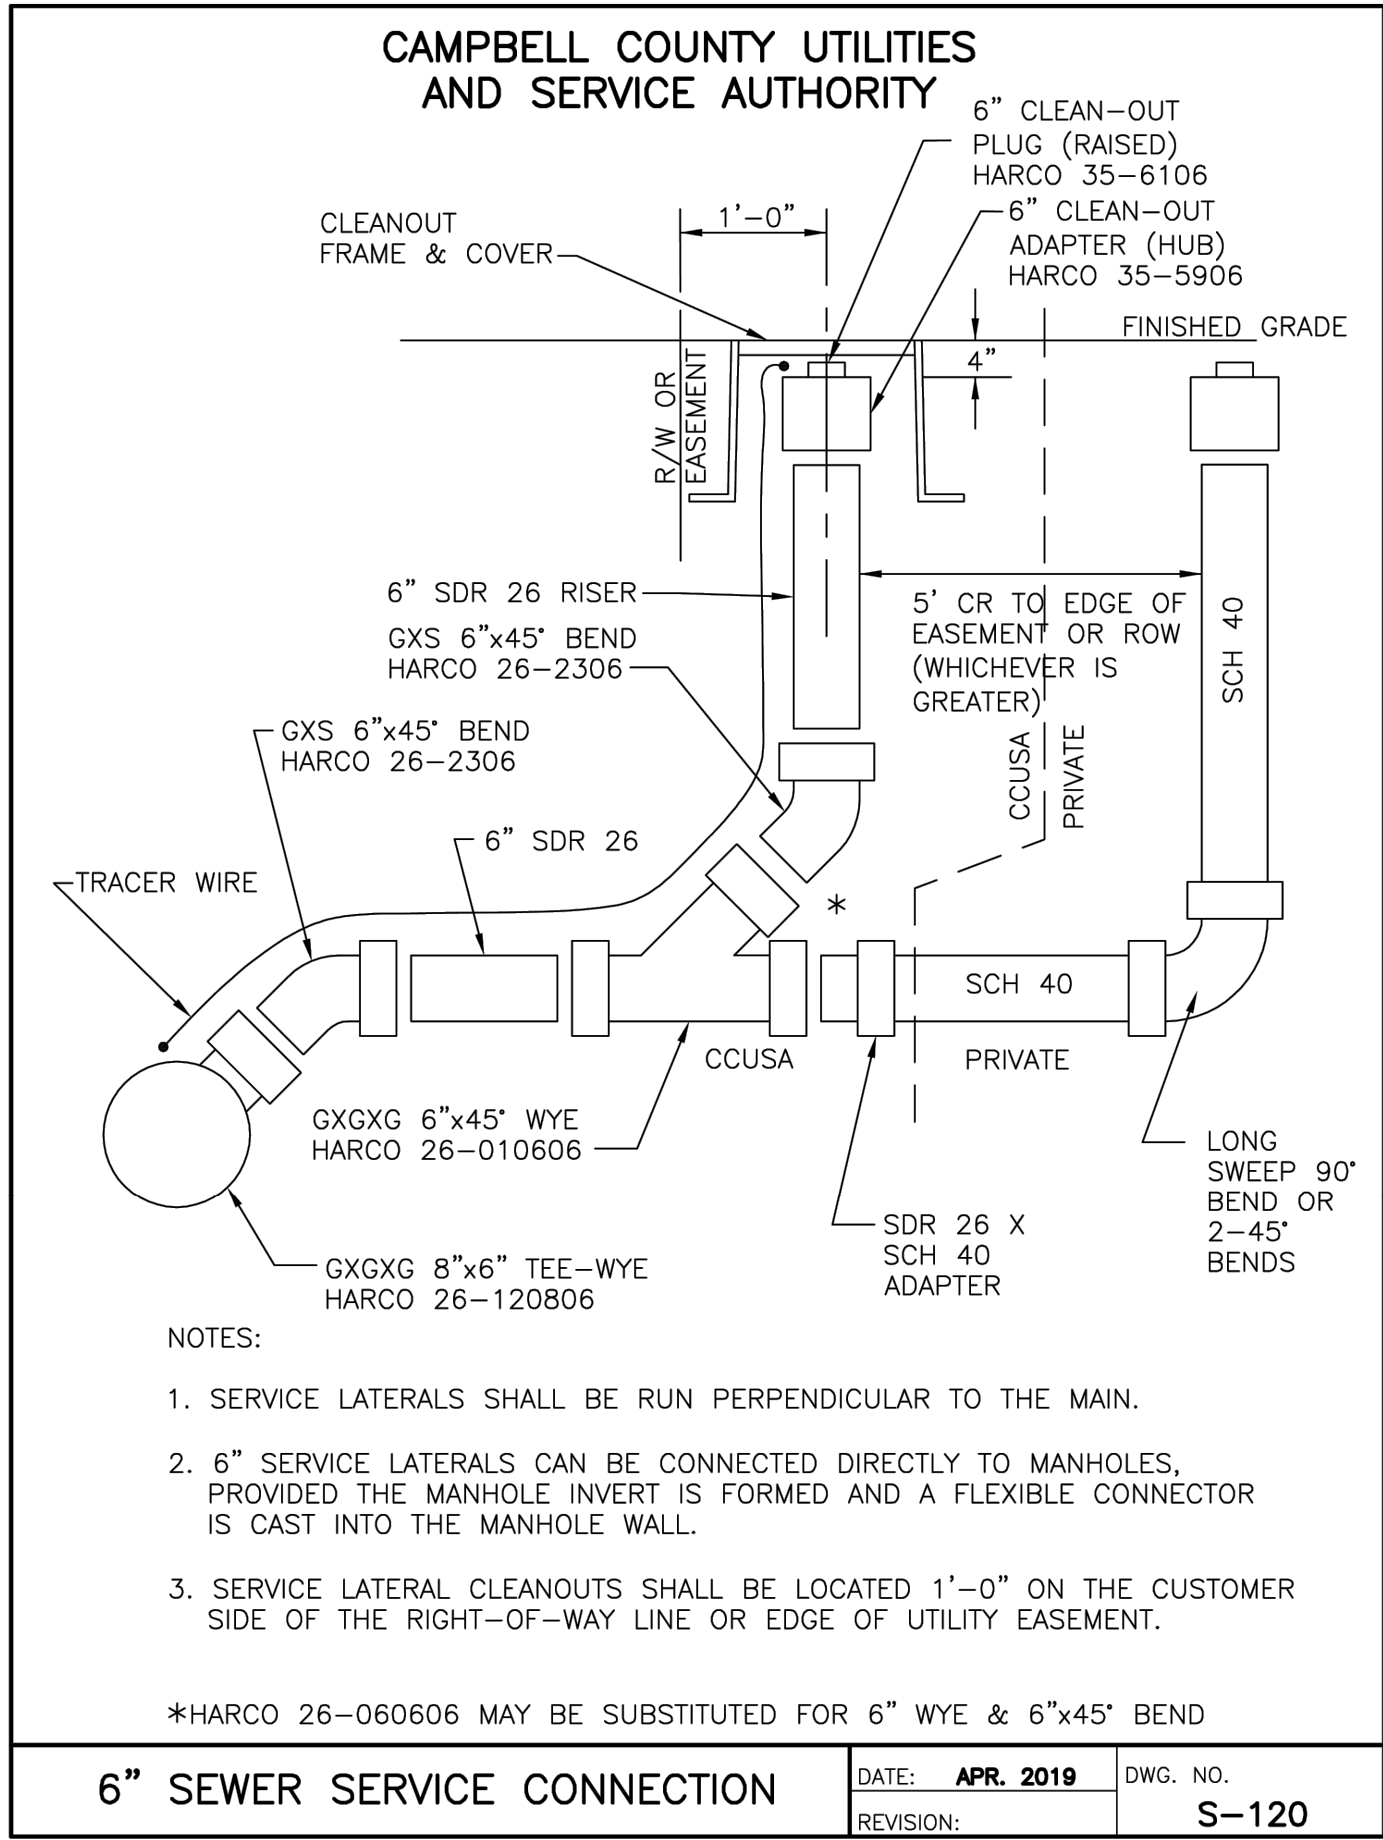 CAMPBELL COUNTY UTILITIES
AND SERVICE AUTHORITY
6” CLEAN-OUT
PLUG (RAISED)
HARCO 35-6106
1'-0”
6” CLEAN-OUT
ADAPTER (HUB)
HARCO 35-5906
CLEANOUT
FRAME & COVER
FINISHED GRADE
4”
R/W OR
EASEMENT
6” SDR 26 RISER
GXS 6”x45° BEND
HARCO 26-2306
5' CR TO EDGE OF
EASEMENT OR ROW
(WHICHEVER IS
GREATER)
SCH 40
GXS 6”x45° BEND
HARCO 26-2306
CCUSA
PRIVATE
6” SDR 26
TRACER WIRE
*
SCH 40
CCUSA
PRIVATE
GXGXG 6”x45° WYE
HARCO 26-010606
LONG
SWEEP 90°
BEND OR
2-45°
BENDS
SDR 26 X
SCH 40
ADAPTER
GXGXG 8”x6” TEE-WYE
HARCO 26-120806
NOTES:
1. SERVICE LATERALS SHALL BE RUN PERPENDICULAR TO THE MAIN.
2. 6” SERVICE LATERALS CAN BE CONNECTED DIRECTLY TO MANHOLES,
PROVIDED THE MANHOLE INVERT IS FORMED AND A FLEXIBLE CONNECTOR
IS CAST INTO THE MANHOLE WALL.
3. SERVICE LATERAL CLEANOUTS SHALL BE LOCATED 1'-0” ON THE CUSTOMER
SIDE OF THE RIGHT-OF-WAY LINE OR EDGE OF UTILITY EASEMENT.
*HARCO 26-060606 MAY BE SUBSTITUTED FOR 6” WYE & 6”x45° BEND
6” SEWER SERVICE CONNECTION
DATE: APR. 2019
REVISION:
DWG. NO.
S-120